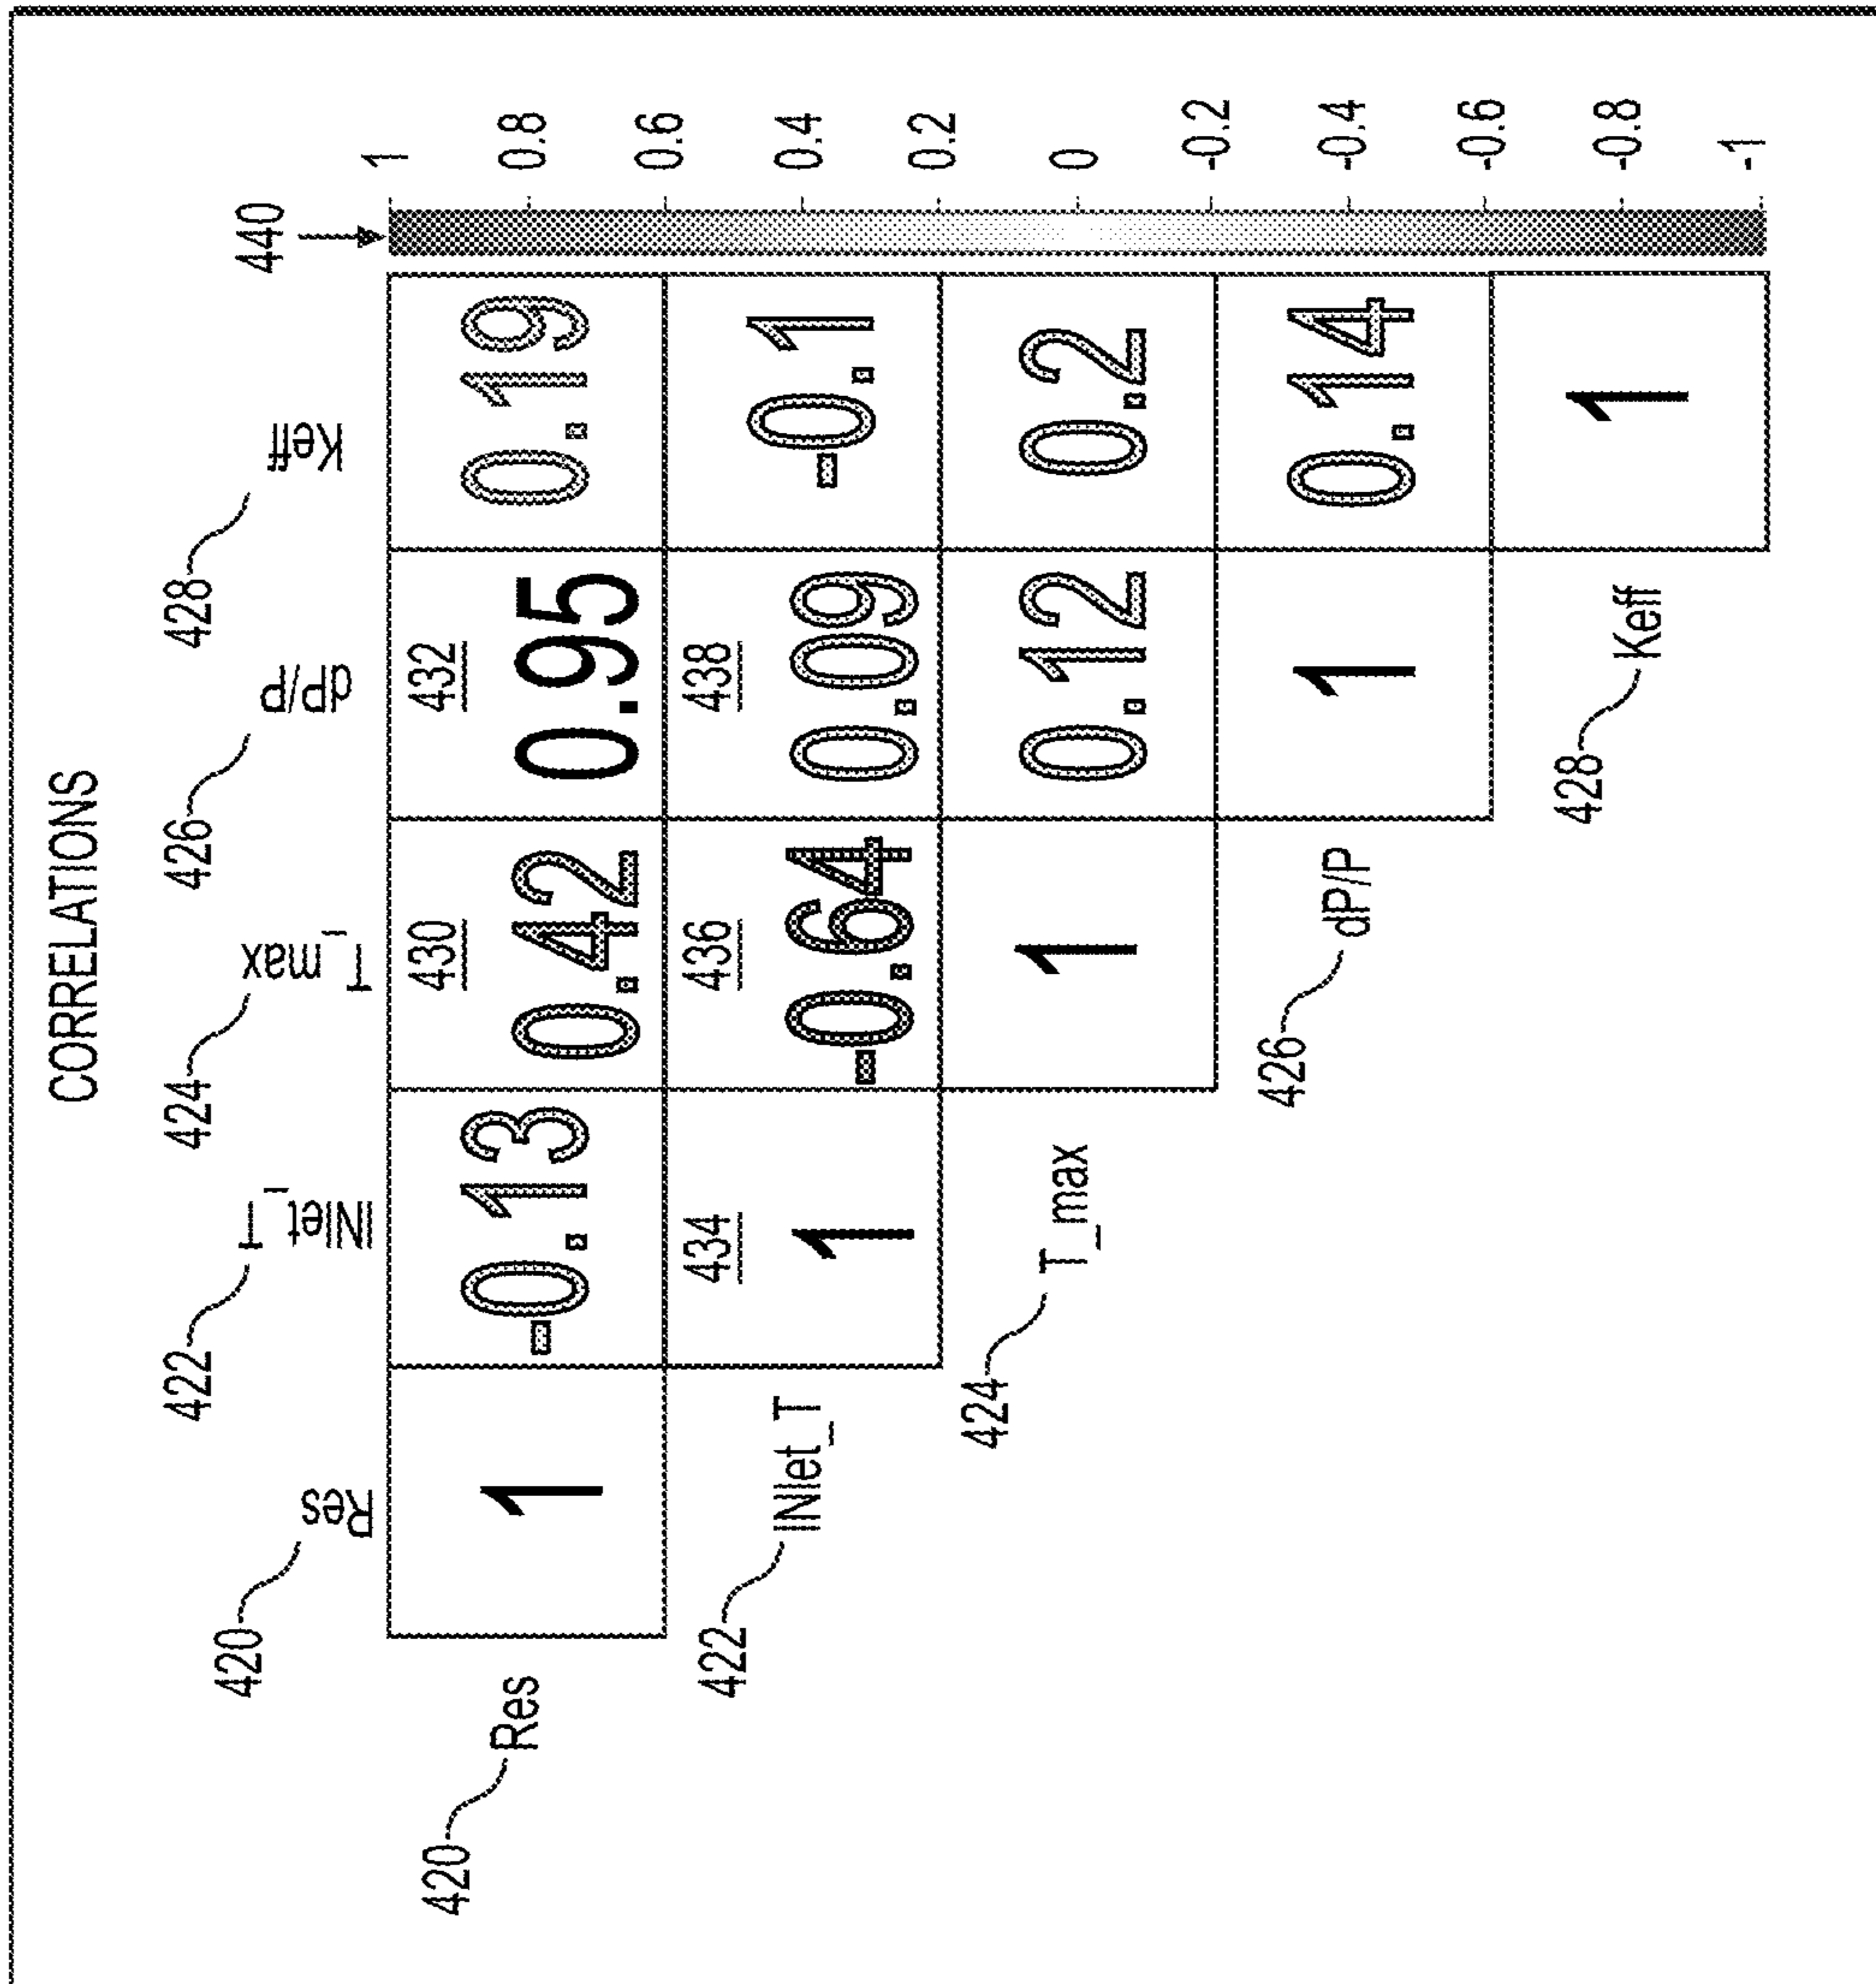 CORRELATIONS
420 422 424 426 428
Res INlet_T T_max dP/P Keff 440
420 Res 1 -0.13 430 0.42 432 0.95 0.19
422 INlet_T 434 1 436 -0.64 438 0.09 -0.1
424 T_max 1 0.12 0.2
426 dP/P 1 0.14
428 Keff 1
1
0.8
0.6
0.4
0.2
0
-0.2
-0.4
-0.6
-0.8
-1